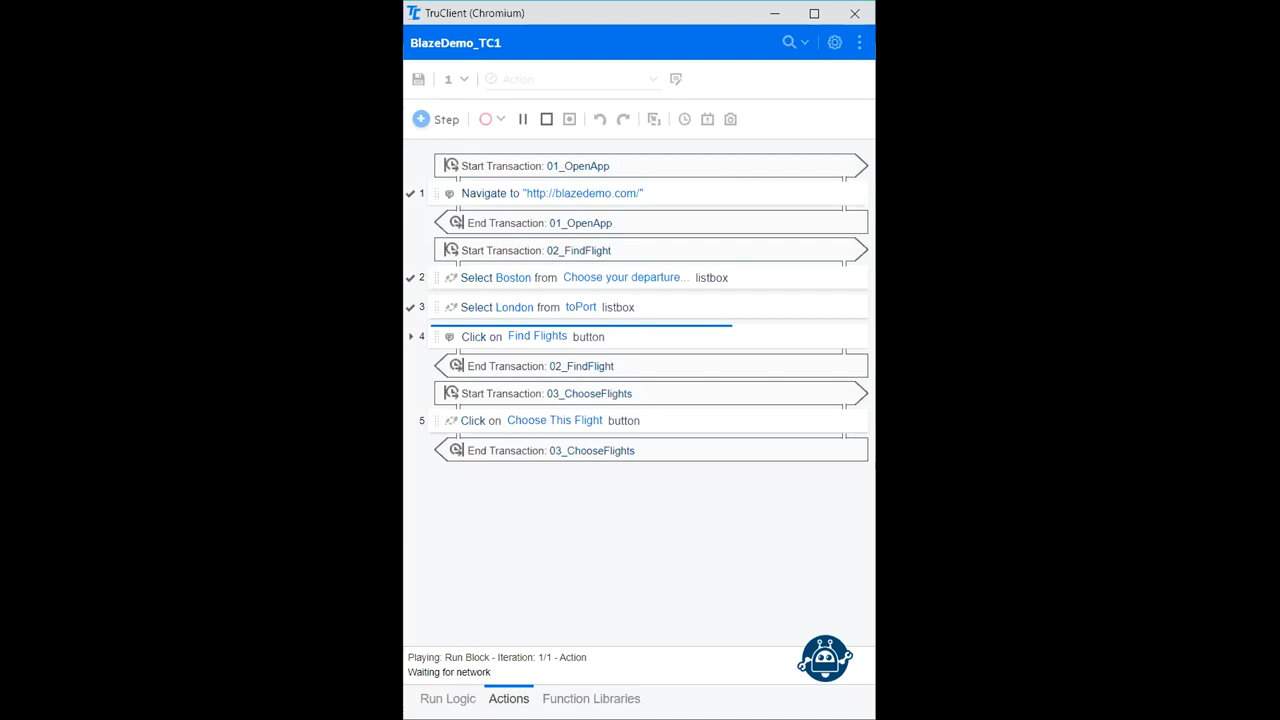 TC TruClient (Chromium)
BlazeDemo_TC1
1 Action
Step
Start Transaction: 01_OpenApp
1 Navigate to "http://blazedemo.com/"
End Transaction: 01_OpenApp
Start Transaction: 02_FindFlight
2 Select Boston from Choose your departure... listbox
3 Select London from toPort listbox
4 Click on Find Flights button
End Transaction: 02_FindFlight
Start Transaction: 03_ChooseFlights
5 Click on Choose This Flight button
End Transaction: 03_ChooseFlights
Playing: Run Block - Iteration: 1/1 - Action
Waiting for network
Run Logic Actions Function Libraries